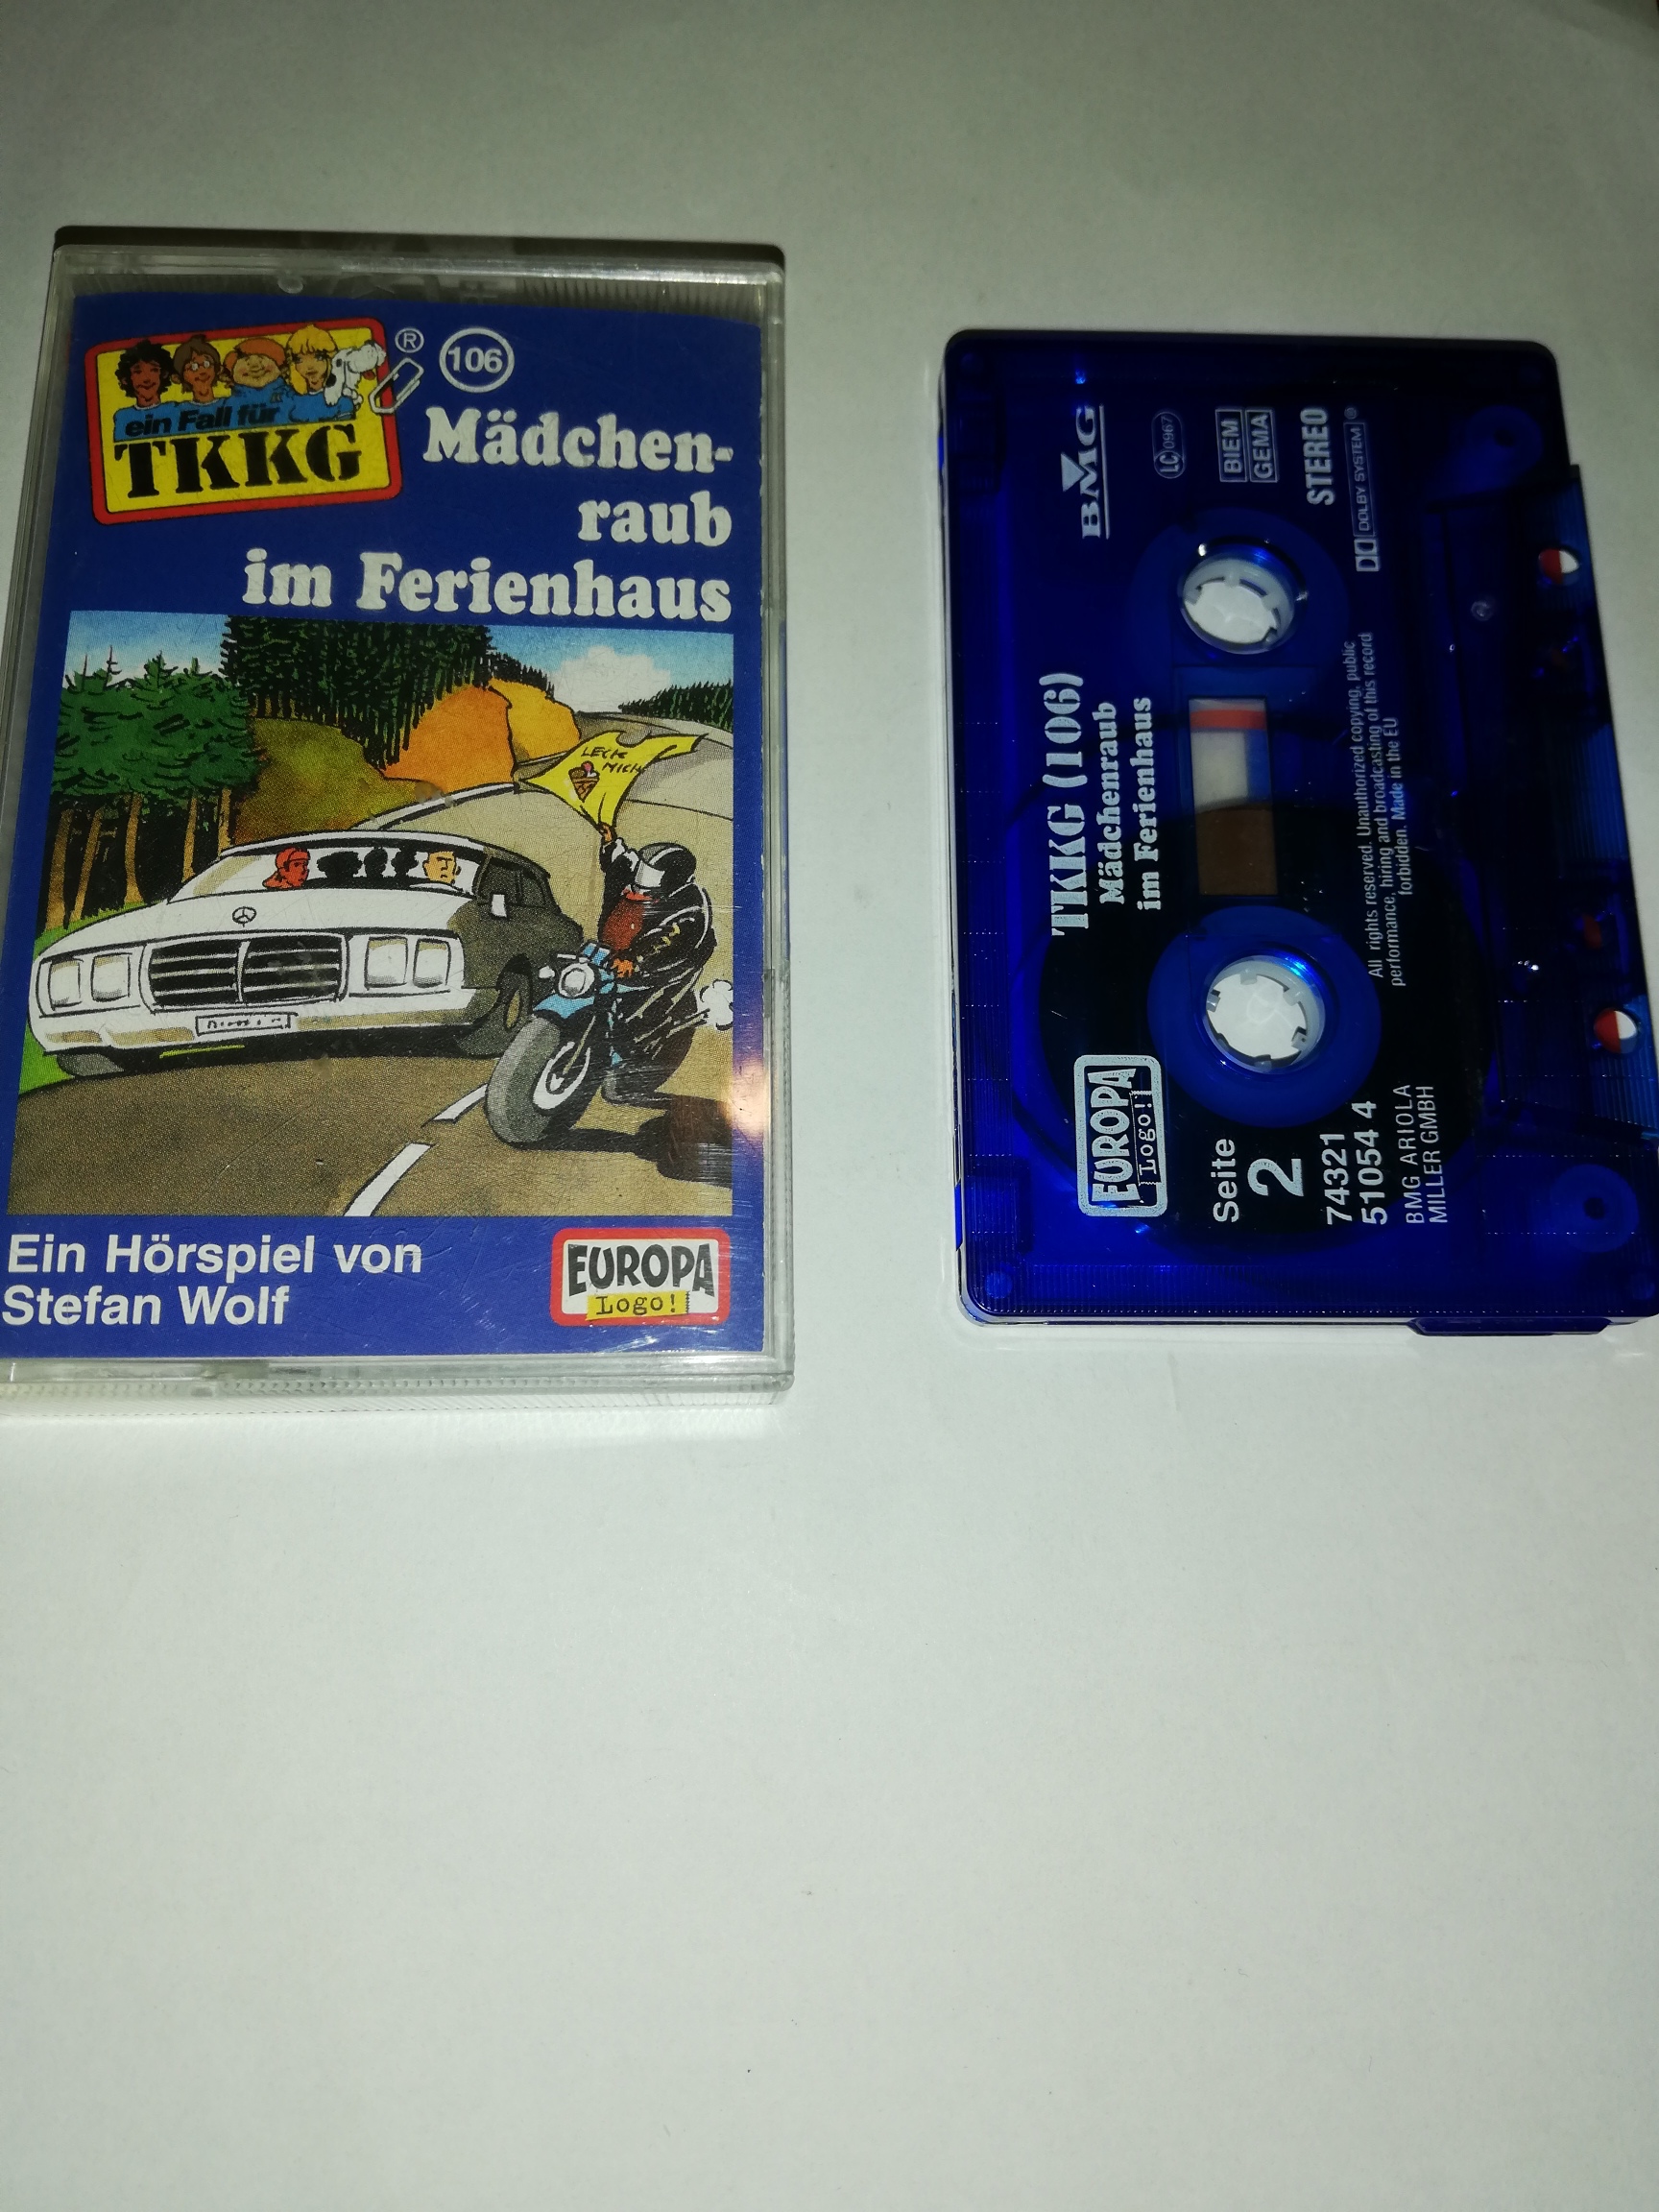 ein Fall für
TKKG
®
106
Mädchen-
raub
im Ferienhaus
LECK
MICH
Ein Hörspiel von
Stefan Wolf
EUROPA
Logo!
BMG
LC 0967
BIEM
GEMA
STEREO
DOLBY SYSTEM®
TKKG (106)
Mädchenraub
im Ferienhaus
All rights reserved. Unauthorized copying, public
performance, hiring and broadcasting of this record
forbidden. Made in the EU
EUROPA
Logo!
Seite
2
74321
51054 4
BMG ARIOLA
MILLER GMBH